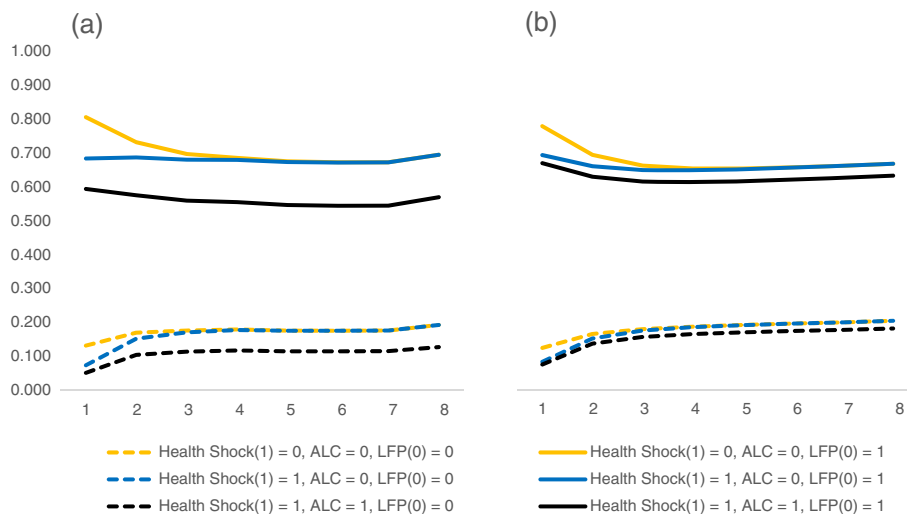 (a)
(b)
1.000
0.900
0.800
0.700
0.600
0.500
0.400
0.300
0.200
0.100
0.000
1 2 3 4 5 6 7 8
1 2 3 4 5 6 7 8
Health Shock(1) = 0, ALC = 0, LFP(0) = 0
Health Shock(1) = 1, ALC = 0, LFP(0) = 0
Health Shock(1) = 1, ALC = 1, LFP(0) = 0
Health Shock(1) = 0, ALC = 0, LFP(0) = 1
Health Shock(1) = 1, ALC = 0, LFP(0) = 1
Health Shock(1) = 1, ALC = 1, LFP(0) = 1